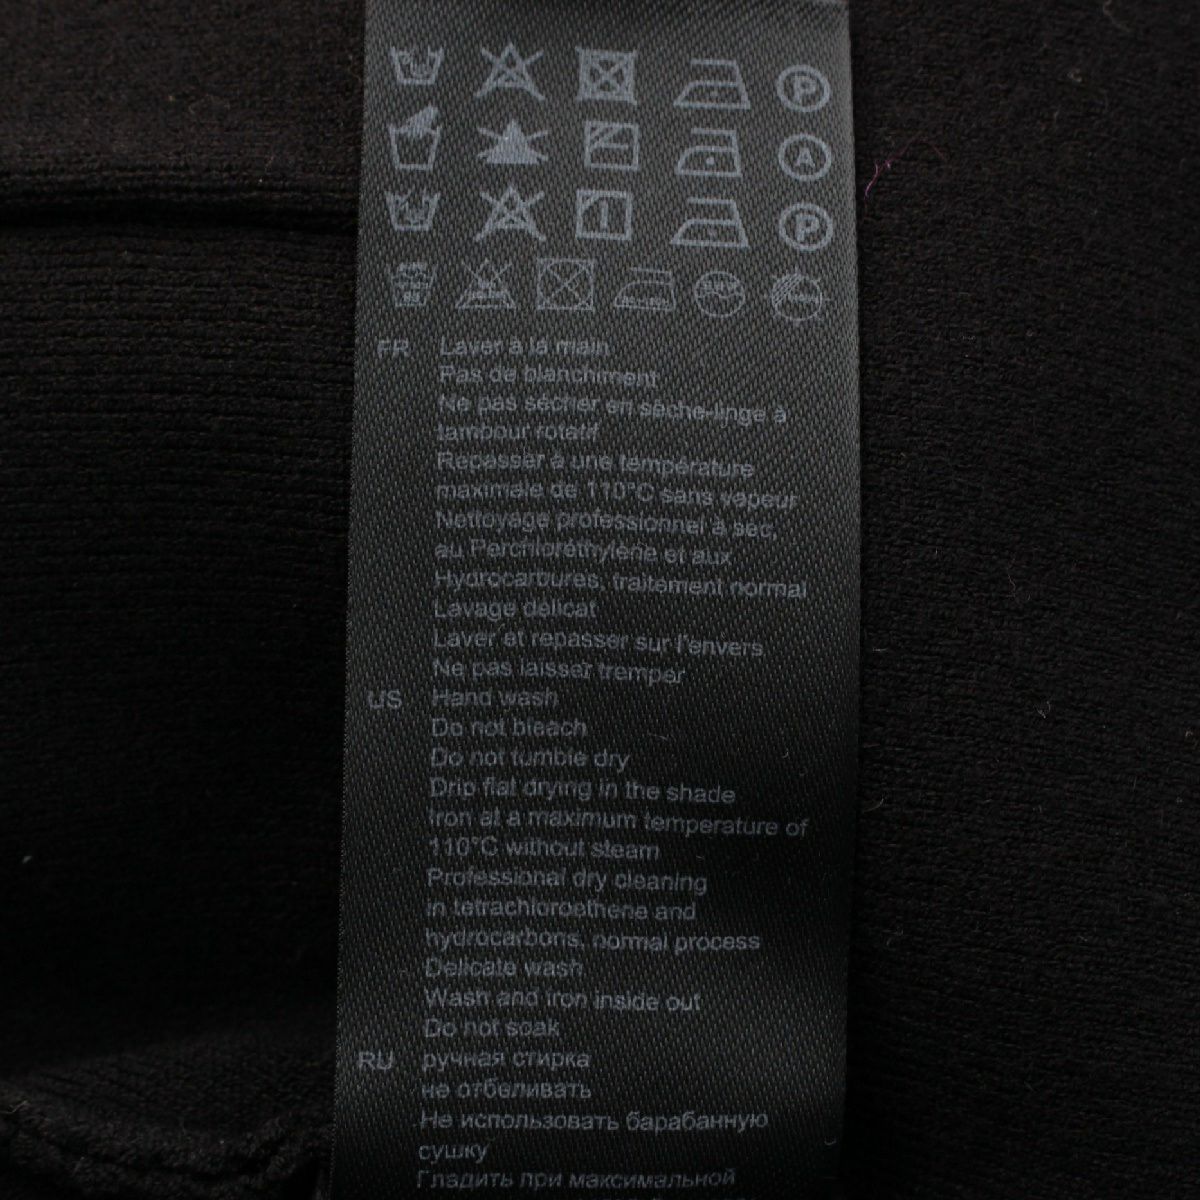 P
A
P
FR Laver à la main
Pas de blanchiment
Ne pas sécher en sèche-linge à
tambour rotatif
Repasser à une température
maximale de 110°C sans vapeur
Nettoyage professionnel à sec,
au Perchloréthylène et aux
Hydrocarbures, traitement normal
Lavage délicat
Laver et repasser sur l'envers
Ne pas laisser tremper
US Hand wash
Do not bleach
Do not tumble dry
Drip flat drying in the shade
Iron at a maximum temperature of
110°C without steam
Professional dry cleaning
in tetrachloroethene and
hydrocarbons, normal process
Delicate wash
Wash and iron inside out
Do not soak
RU ручная стирка
не отбеливать
Не использовать барабанную
сушку
Гладить при максимальной